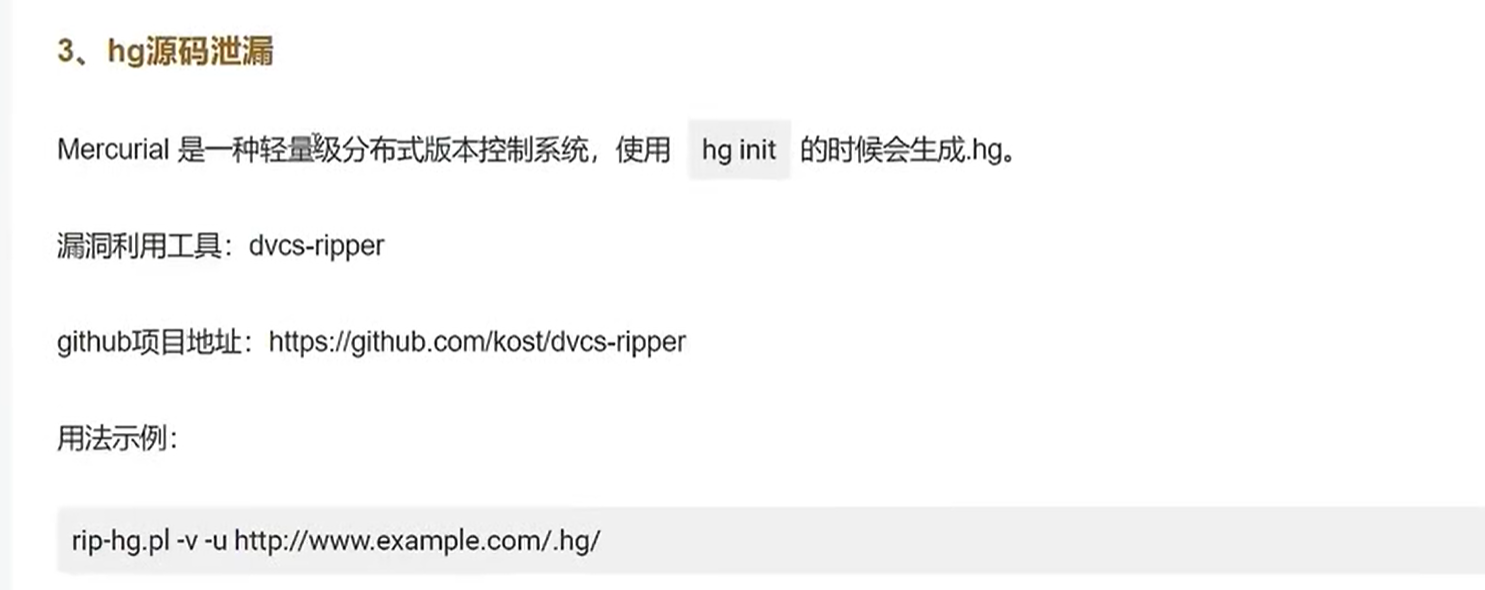 3、hg源码泄漏
Mercurial 是一种轻量级分布式版本控制系统，使用 hg init 的时候会生成.hg。
漏洞利用工具：dvcs-ripper
github项目地址：https://github.com/kost/dvcs-ripper
用法示例：
rip-hg.pl -v -u http://www.example.com/.hg/